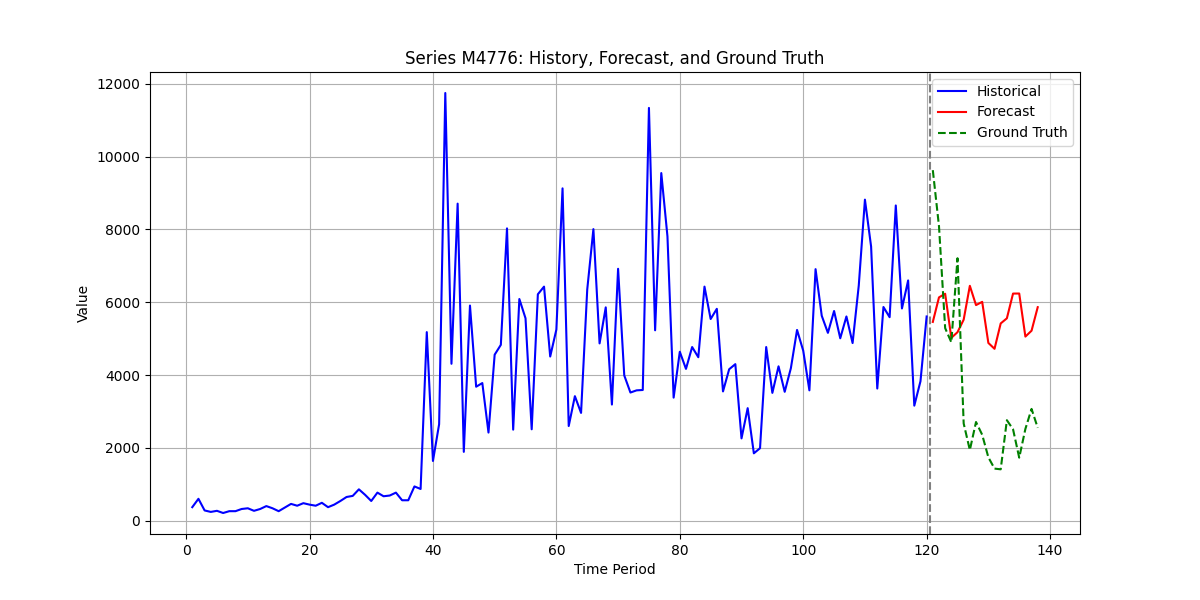 Series M4776: History, Forecast, and Ground Truth
12000
10000
8000
6000
4000
2000
0
Value
0 20 40 60 80 100 120 140
Time Period
Historical
Forecast
Ground Truth